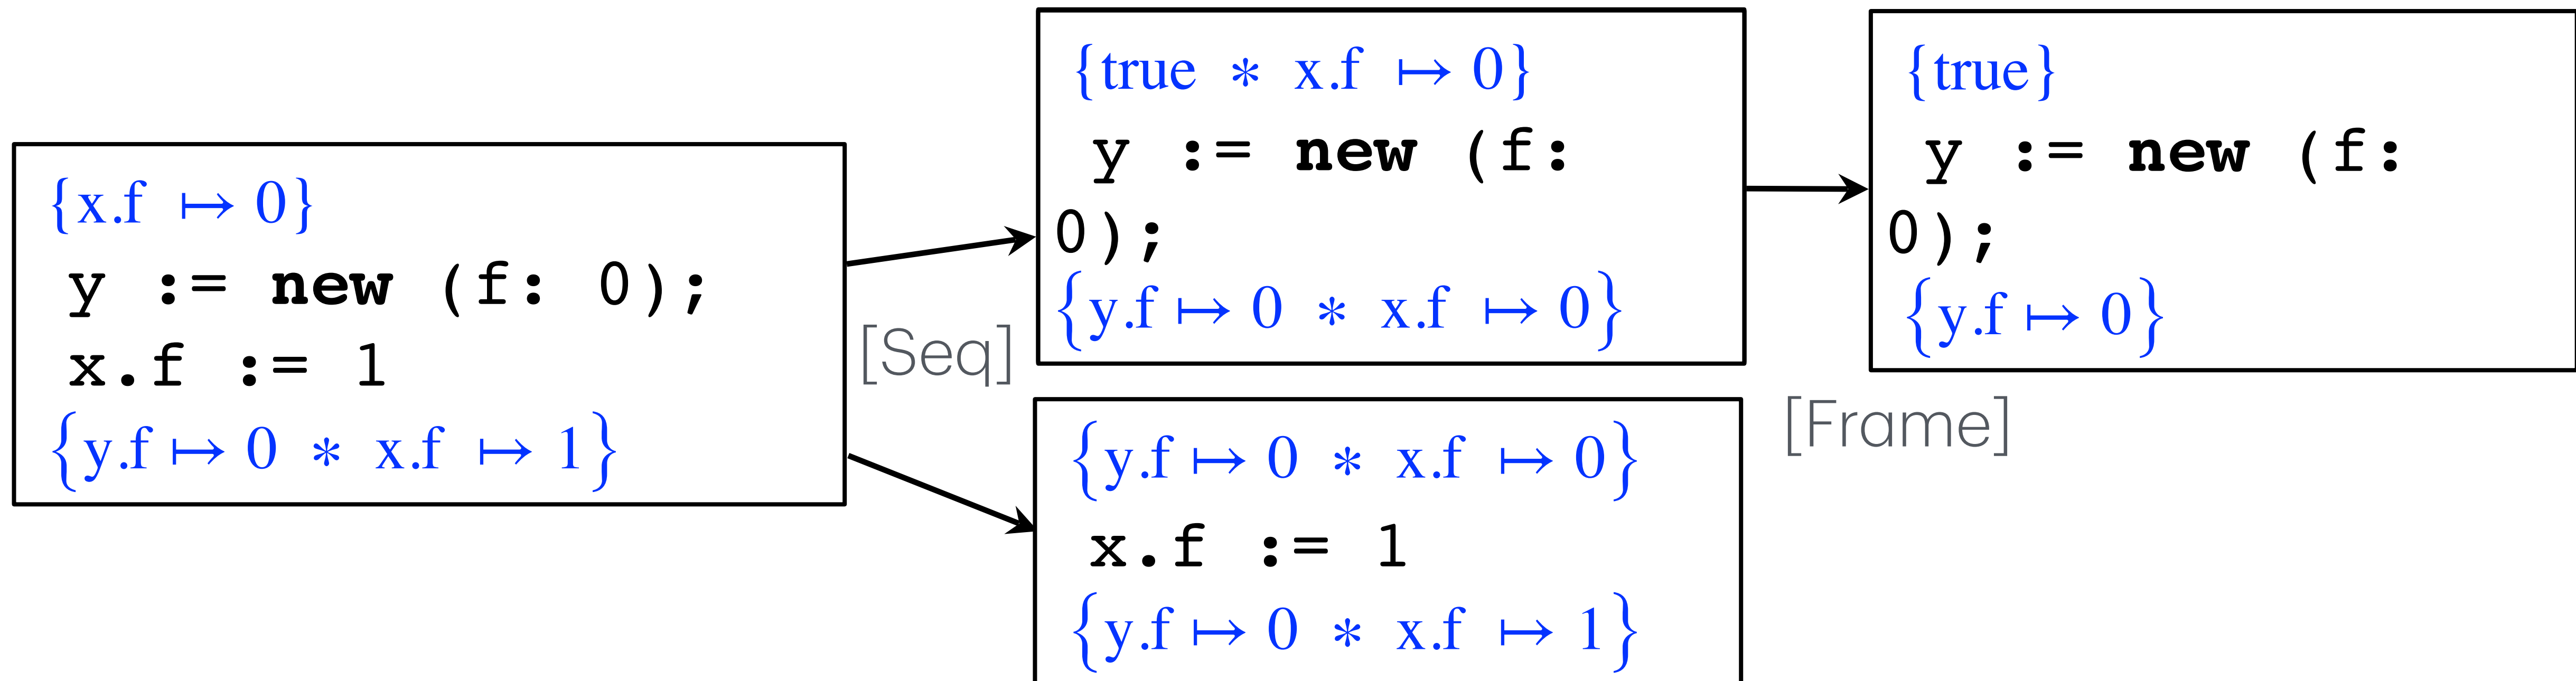 {x.f ↦ 0}
y := new (f: 0);
x.f := 1
{y.f ↦ 0 * x.f ↦ 1}
[Seq]
{true * x.f ↦ 0}
y := new (f:
0);
{y.f ↦ 0 * x.f ↦ 0}
{y.f ↦ 0 * x.f ↦ 0}
x.f := 1
{y.f ↦ 0 * x.f ↦ 1}
[Frame]
{true}
y := new (f:
0);
{y.f ↦ 0}